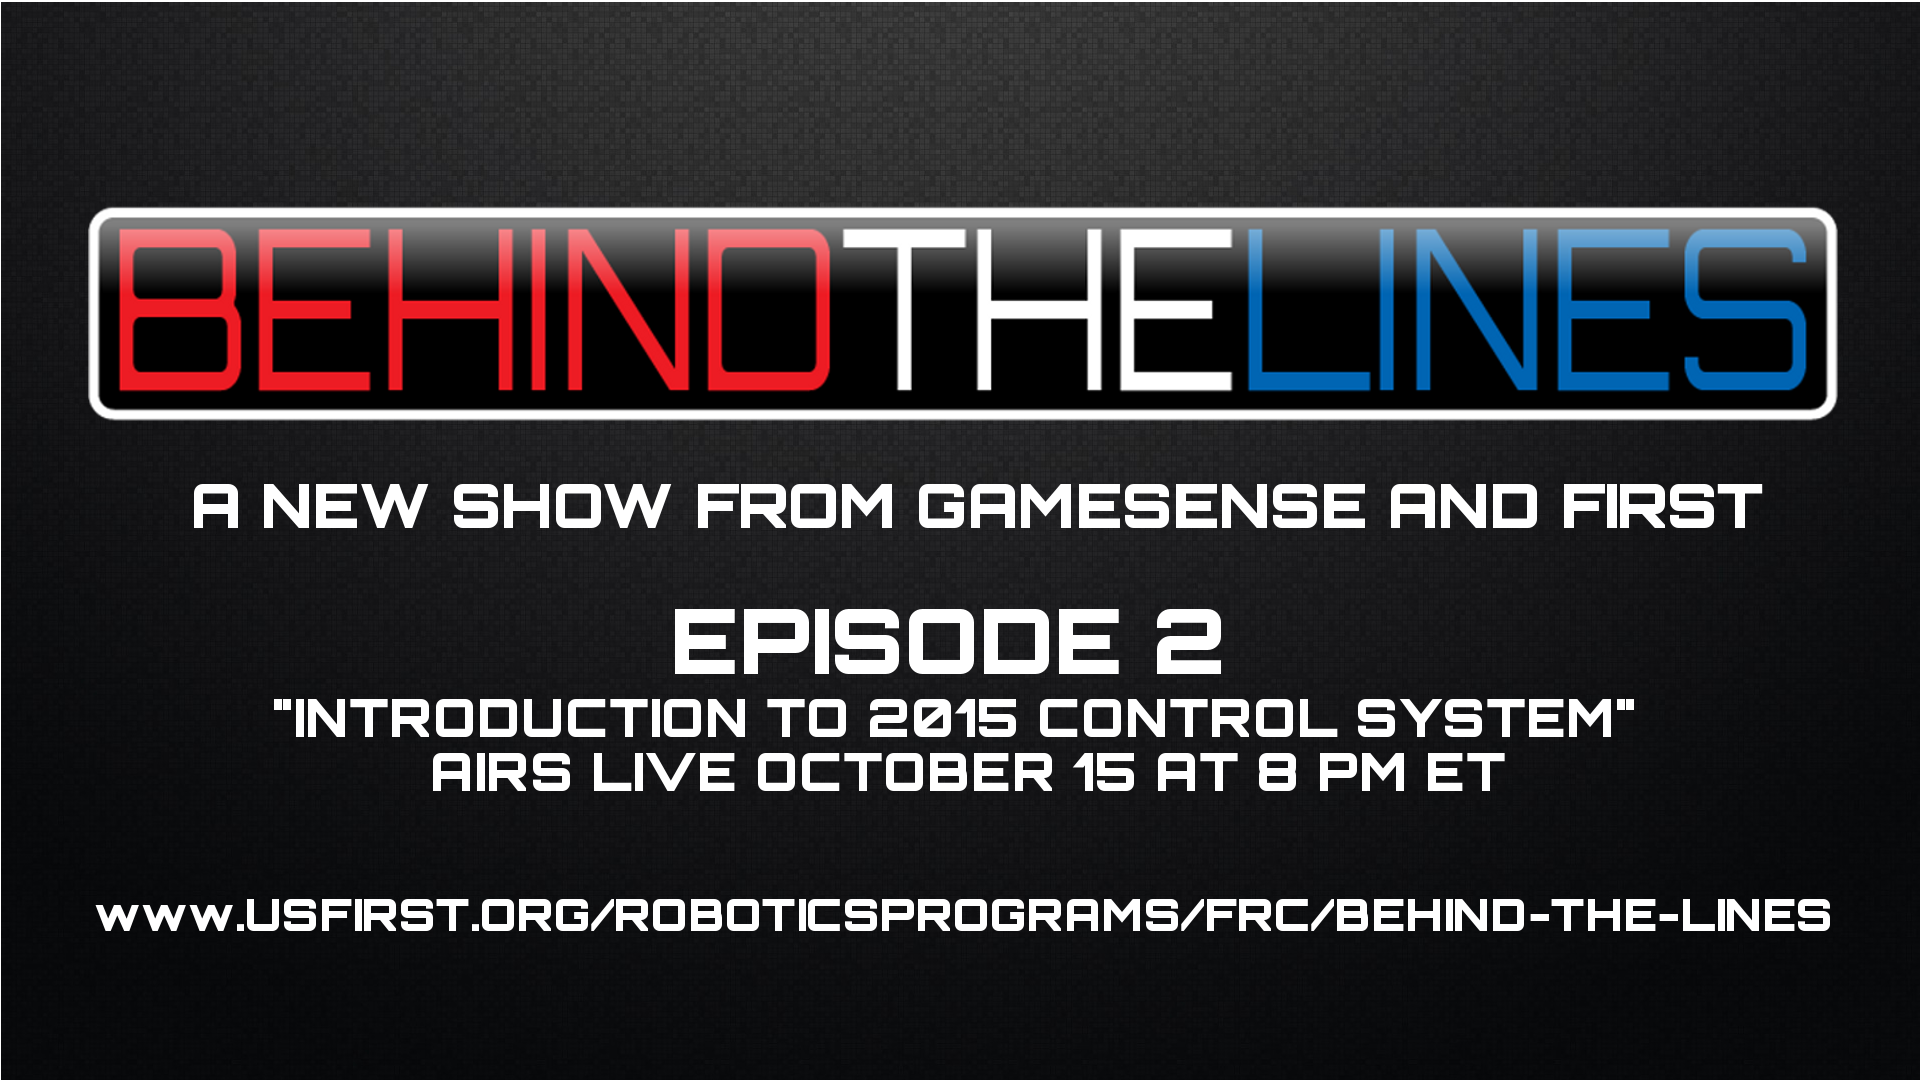 BEHINDTHELINES
A NEW SHOW FROM GAMESENSE AND FIRST
EPISODE 2
"INTRODUCTION TO 2015 CONTROL SYSTEM"
AIRS LIVE OCTOBER 15 AT 8 PM ET
WWW.USFIRST.ORG/ROBOTICSPROGRAMS/FRC/BEHIND-THE-LINES